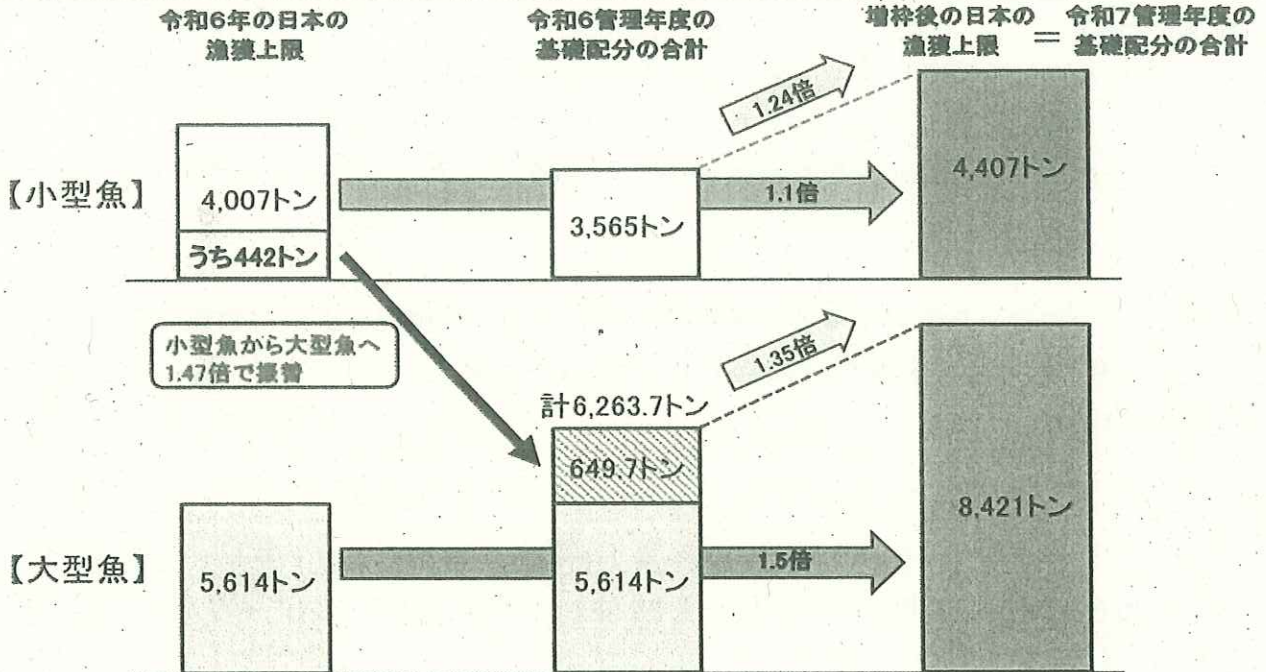 令和6年の日本の
漁獲上限
令和6管理年度の
基礎配分の合計
増枠後の日本の
漁獲上限
＝
令和7管理年度の
基礎配分の合計
【小型魚】
4,007トン
うち442トン
3,565トン
1.24倍
1.1倍
4,407トン
小型魚から大型魚へ
1.47倍で振替
【大型魚】
5,614トン
計6,263.7トン
649.7トン
5,614トン
1.35倍
1.5倍
8,421トン